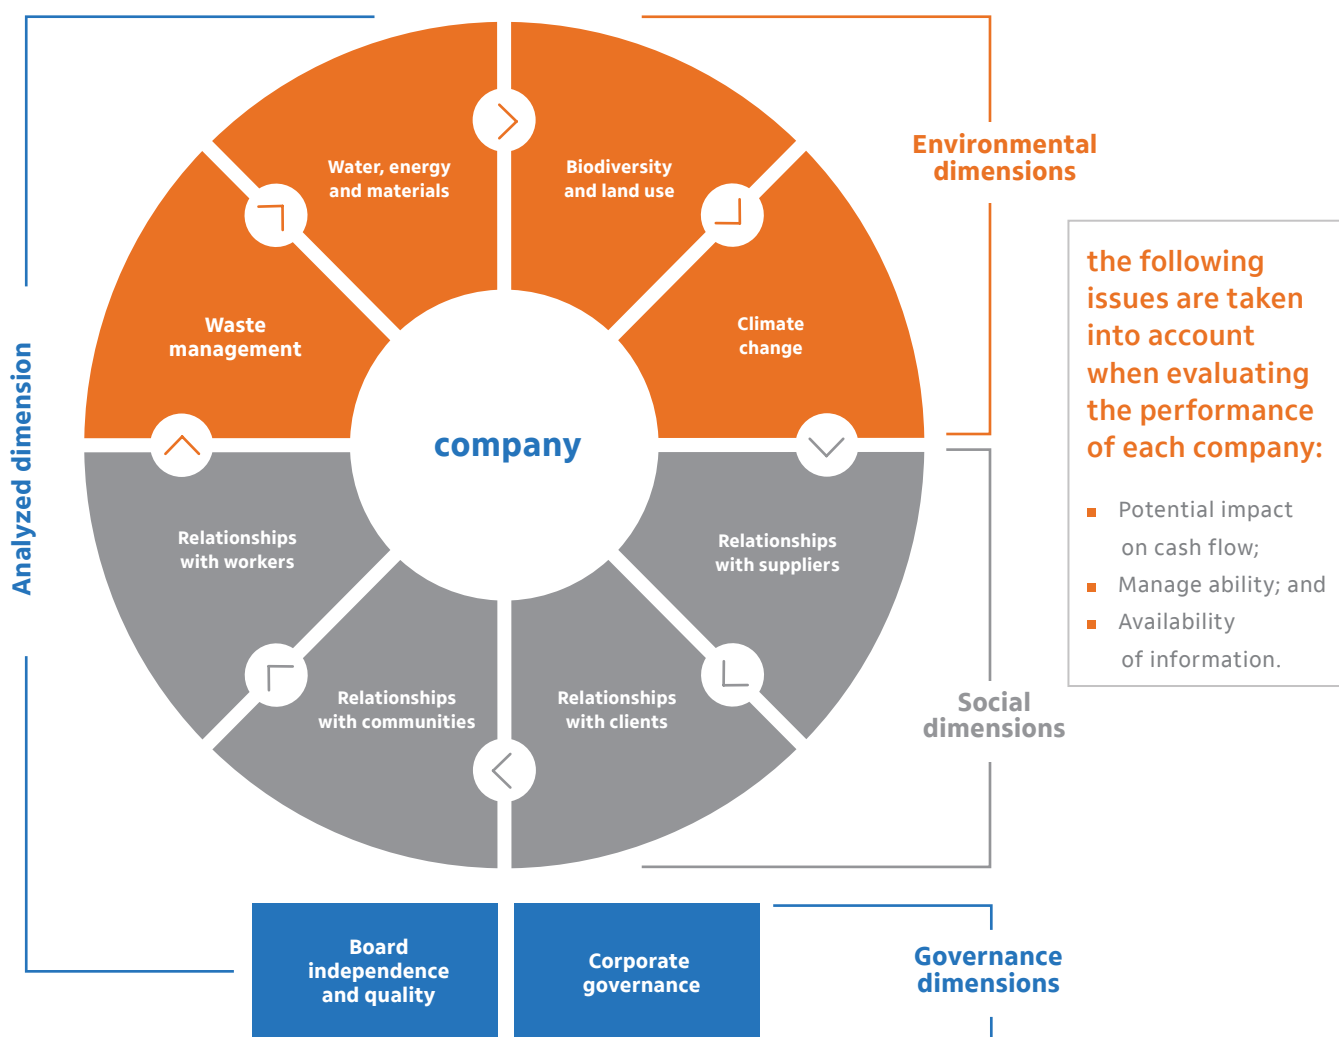 Analyzed dimension
Water, energy
and materials
Biodiversity
and land use
Waste
management
Climate
change
company
Relationships
with workers
Relationships
with suppliers
Relationships
with communities
Relationships
with clients
Board
independence
and quality
Corporate
governance
Environmental
dimensions
Social
dimensions
Governance
dimensions
the following
issues are taken
into account
when evaluating
the performance
of each company:
Potential impact
on cash flow;
Manage ability; and
Availability
of information.